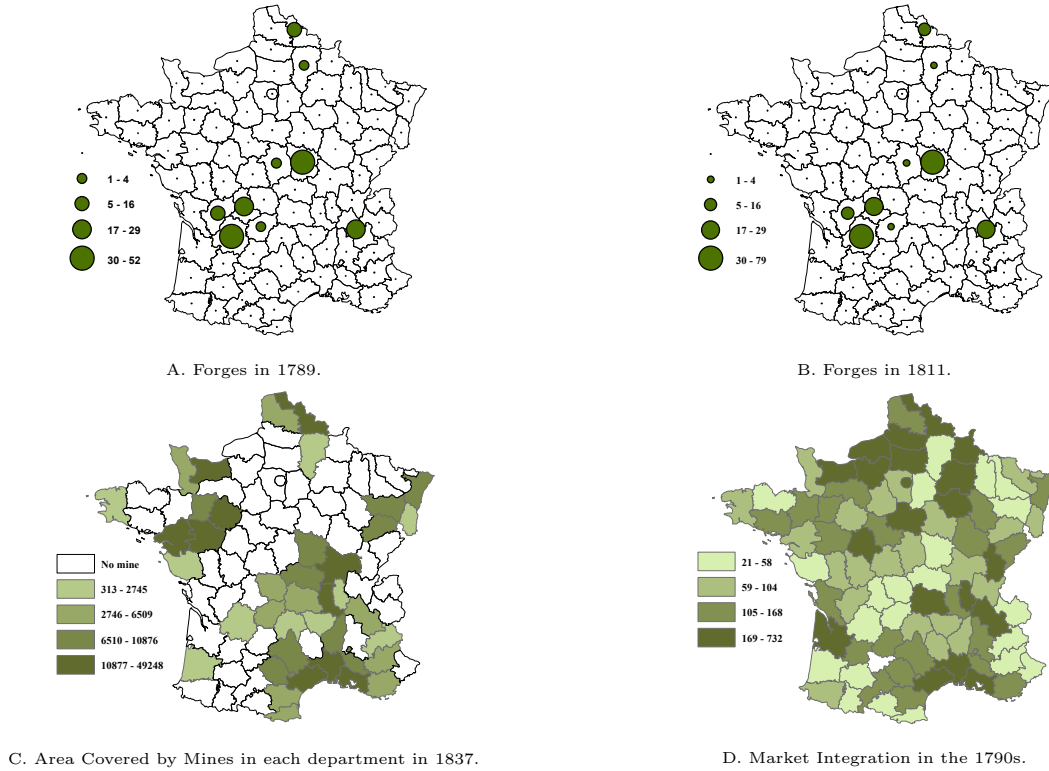 1 - 4
5 - 16
17 - 29
30 - 52
A. Forges in 1789.
1 - 4
5 - 16
17 - 29
30 - 79
B. Forges in 1811.
No mine
313 - 2745
2746 - 6509
6510 - 10876
10877 - 49248
C. Area Covered by Mines in each department in 1837.
21 - 58
59 - 104
105 - 168
169 - 732
D. Market Integration in the 1790s.